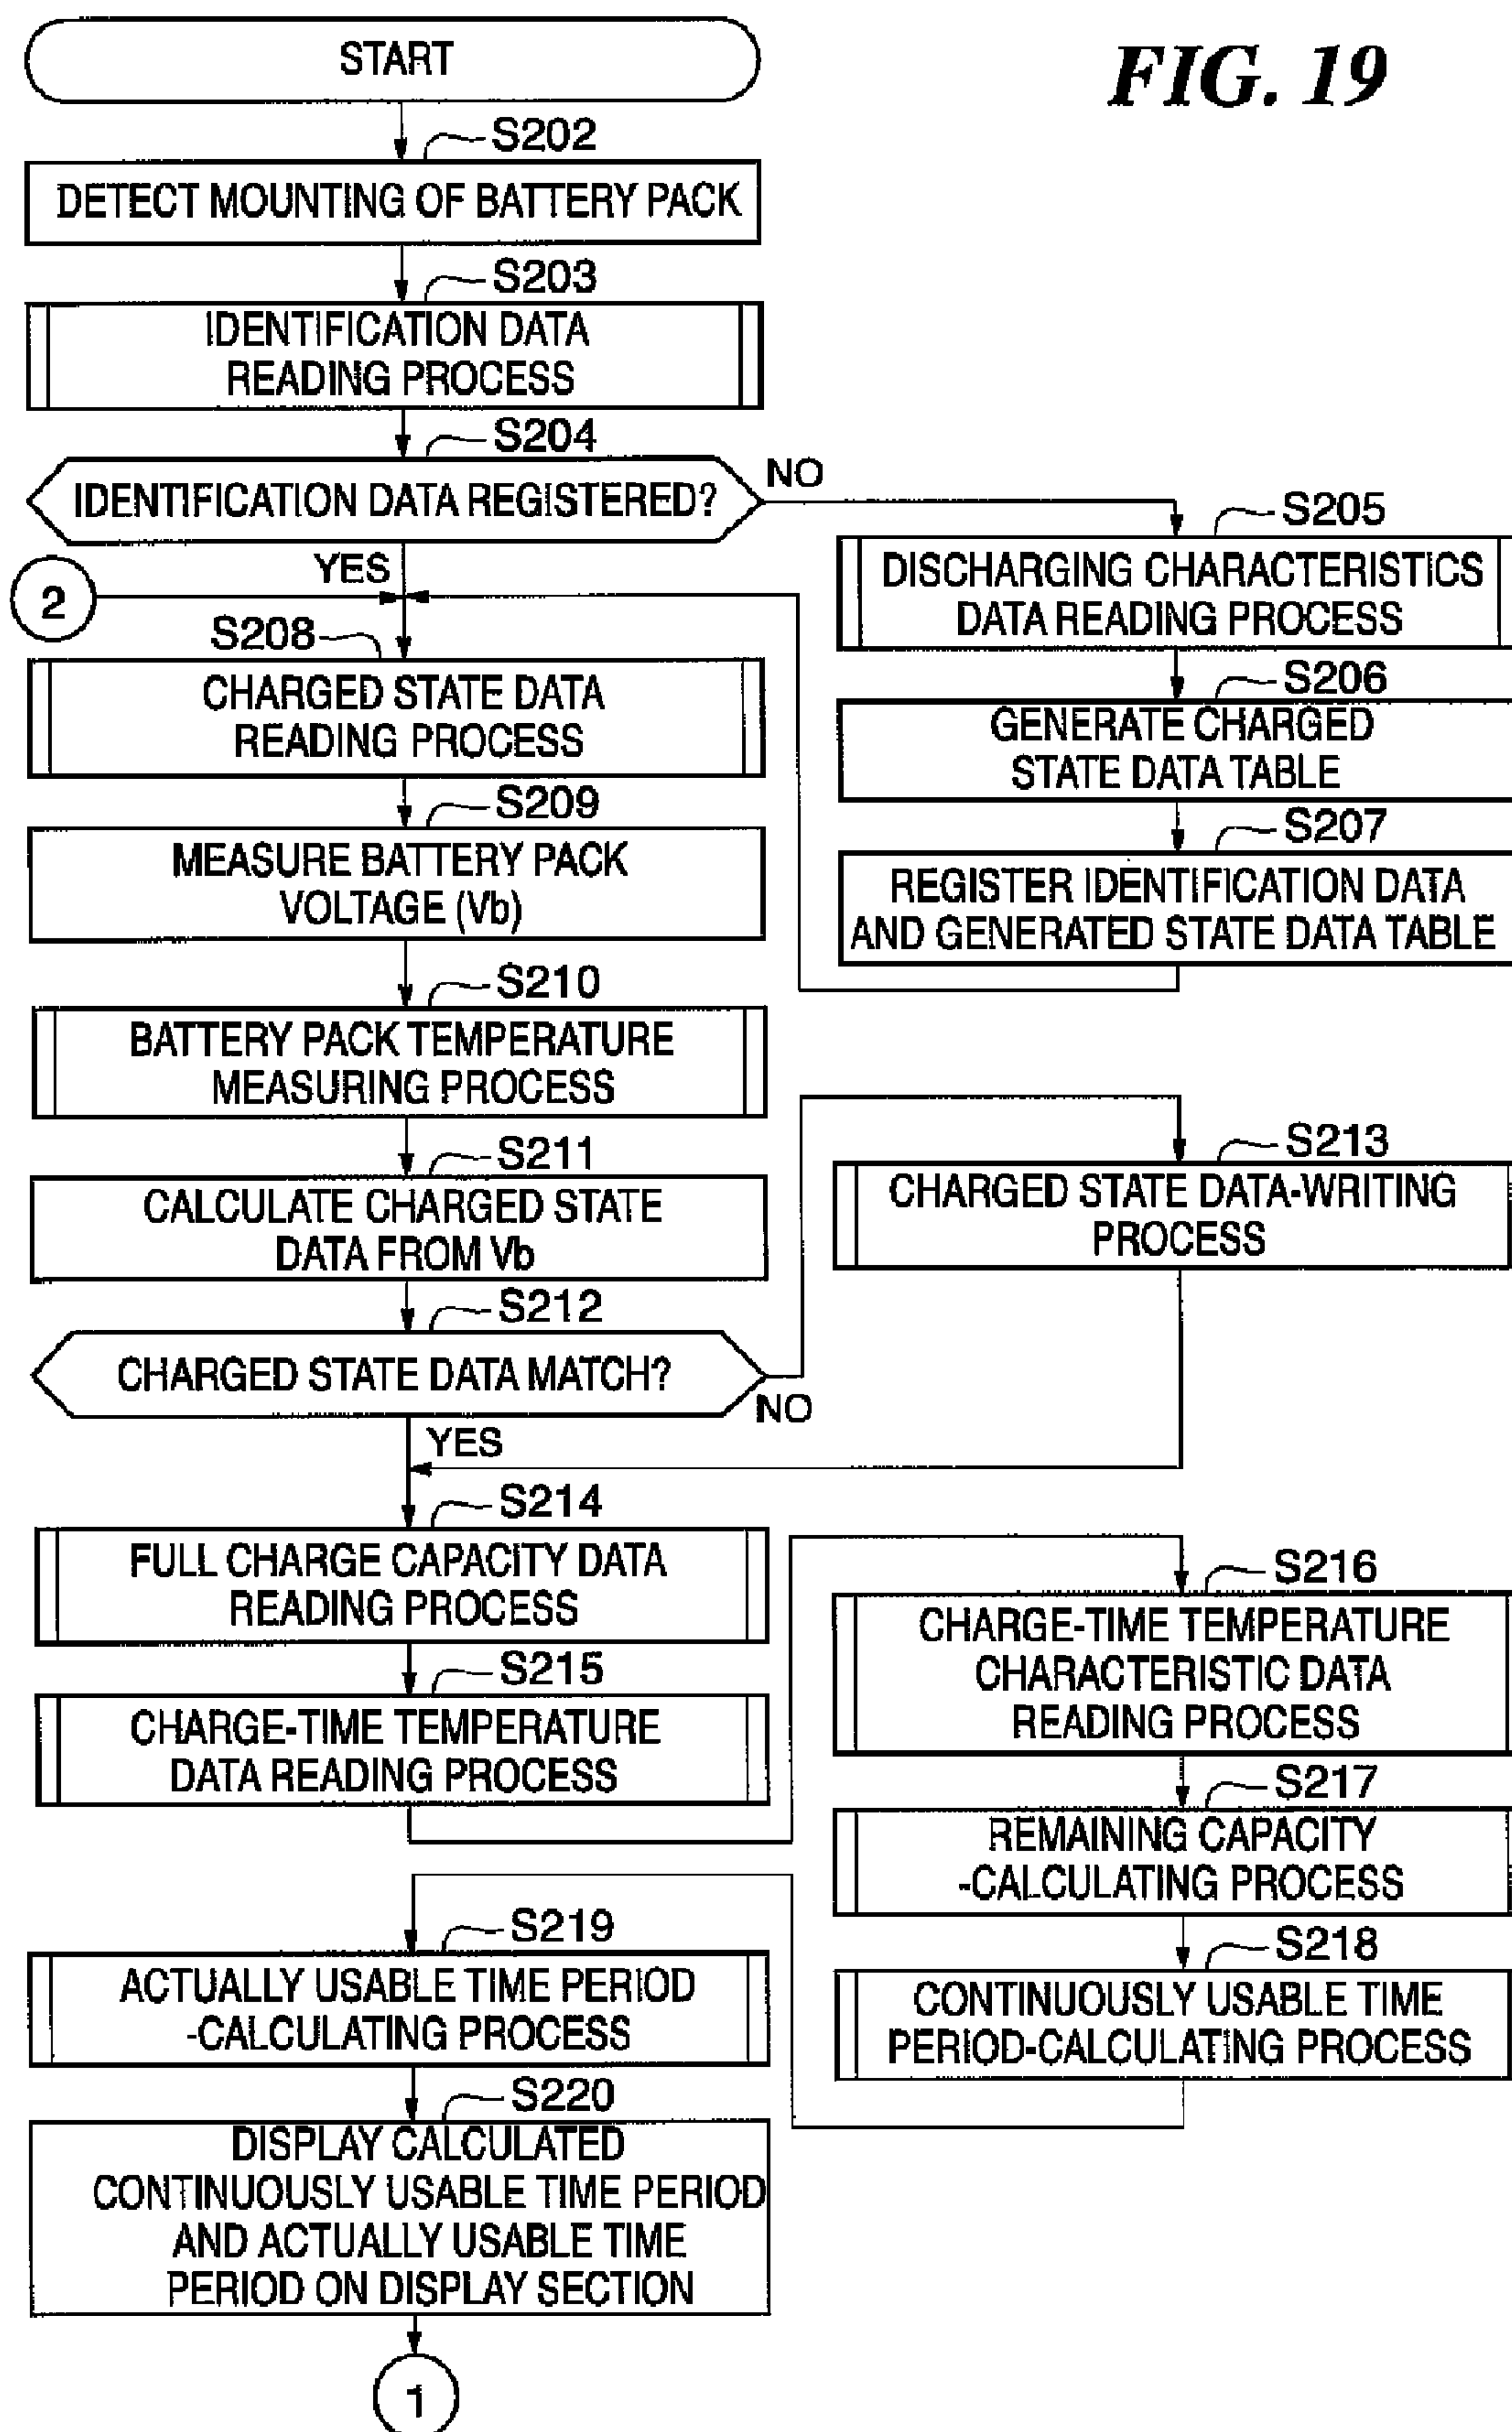 FIG. 19
START
S202
DETECT MOUNTING OF BATTERY PACK
S203
IDENTIFICATION DATA
READING PROCESS
S204
IDENTIFICATION DATA REGISTERED?
NO
YES
2
S205
DISCHARGING CHARACTERISTICS
DATA READING PROCESS
S206
GENERATE CHARGED
STATE DATA TABLE
S207
REGISTER IDENTIFICATION DATA
AND GENERATED STATE DATA TABLE
S208
CHARGED STATE DATA
READING PROCESS
S209
MEASURE BATTERY PACK
VOLTAGE (Vb)
S210
BATTERY PACK TEMPERATURE
MEASURING PROCESS
S211
CALCULATE CHARGED STATE
DATA FROM Vb
S212
CHARGED STATE DATA MATCH?
NO
YES
S213
CHARGED STATE DATA-WRITING
PROCESS
S214
FULL CHARGE CAPACITY DATA
READING PROCESS
S215
CHARGE-TIME TEMPERATURE
DATA READING PROCESS
S216
CHARGE-TIME TEMPERATURE
CHARACTERISTIC DATA
READING PROCESS
S217
REMAINING CAPACITY
-CALCULATING PROCESS
S218
CONTINUOUSLY USABLE TIME
PERIOD-CALCULATING PROCESS
S219
ACTUALLY USABLE TIME PERIOD
-CALCULATING PROCESS
S220
DISPLAY CALCULATED
CONTINUOUSLY USABLE TIME PERIOD
AND ACTUALLY USABLE TIME
PERIOD ON DISPLAY SECTION
1